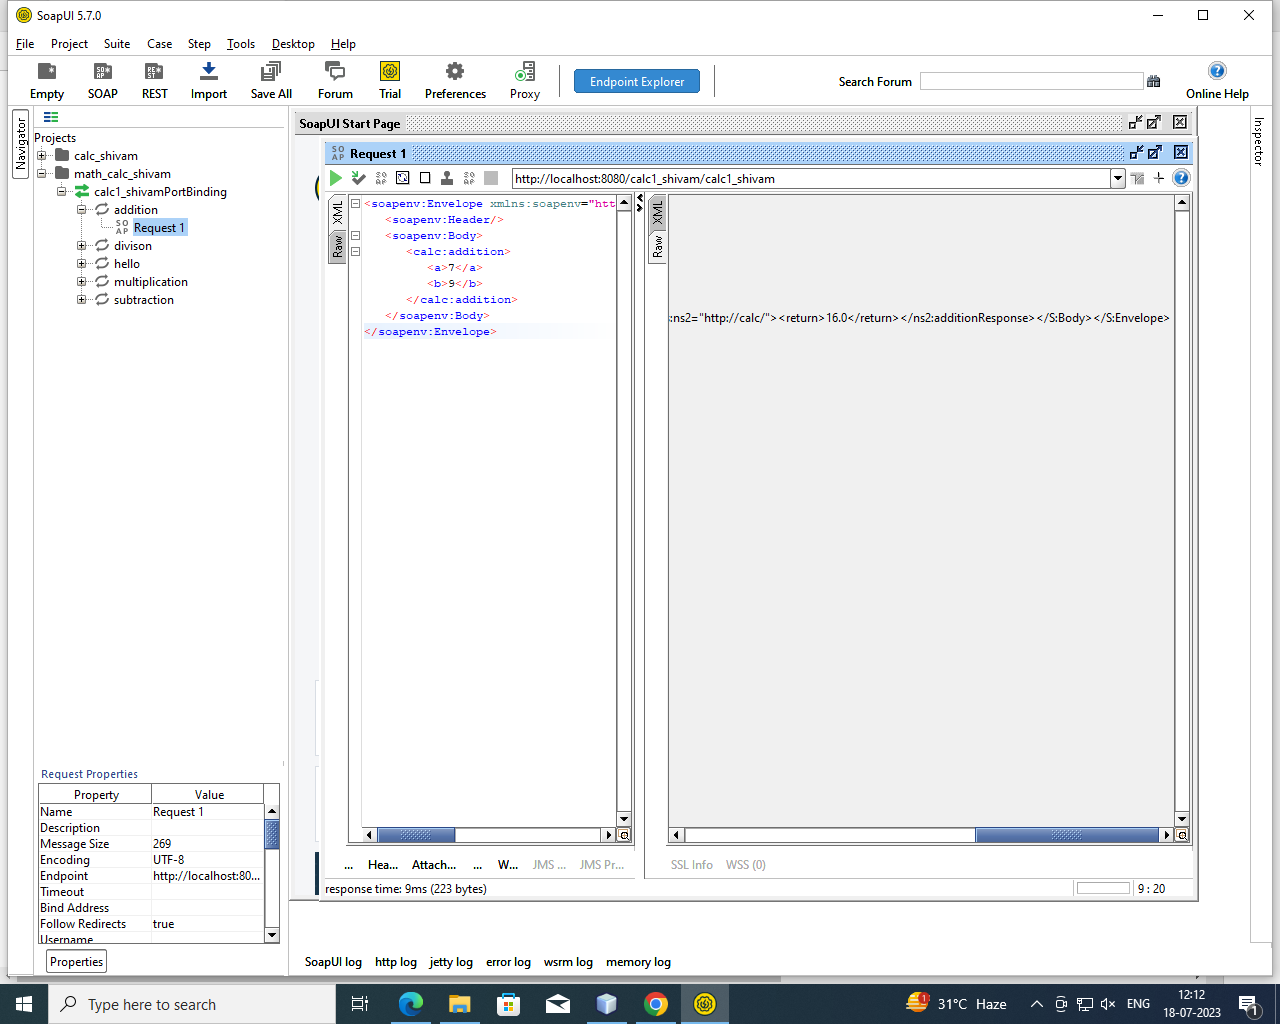 SoapUI 5.7.0
File Project Suite Case Step Tools Desktop Help
Empty SOAP REST Import Save All Forum Trial Preferences Proxy Endpoint Explorer Search Forum Online Help
Navigator
Inspector
Projects
calc_shivam
math_calc_shivam
calc1_shivamPortBinding
addition
SO AP Request 1
divison
hello
multiplication
subtraction
SoapUI Start Page
SO AP Request 1
http://localhost:8080/calc1_shivam/calc1_shivam
XML
Raw
<soapenv:Envelope xmlns:soapenv="htt
<soapenv:Header/>
<soapenv:Body>
<calc:addition>
<a>7</a>
<b>9</b>
</calc:addition>
</soapenv:Body>
</soapenv:Envelope>
XML
Raw
:ns2="http://calc/"><return>16.0</return></ns2:additionResponse></S:Body></S:Envelope>
... Hea... Attach... ... W... JMS ... JMS Pr...
SSL Info WSS (0)
response time: 9ms (223 bytes)
9 : 20
Request Properties
Property Value
Name Request 1
Description
Message Size 269
Encoding UTF-8
Endpoint http://localhost:80...
Timeout
Bind Address
Follow Redirects true
Username
Properties
SoapUI log http log jetty log error log wsrm log memory log
Type here to search
31°C Haze
ENG
12:12
18-07-2023
1